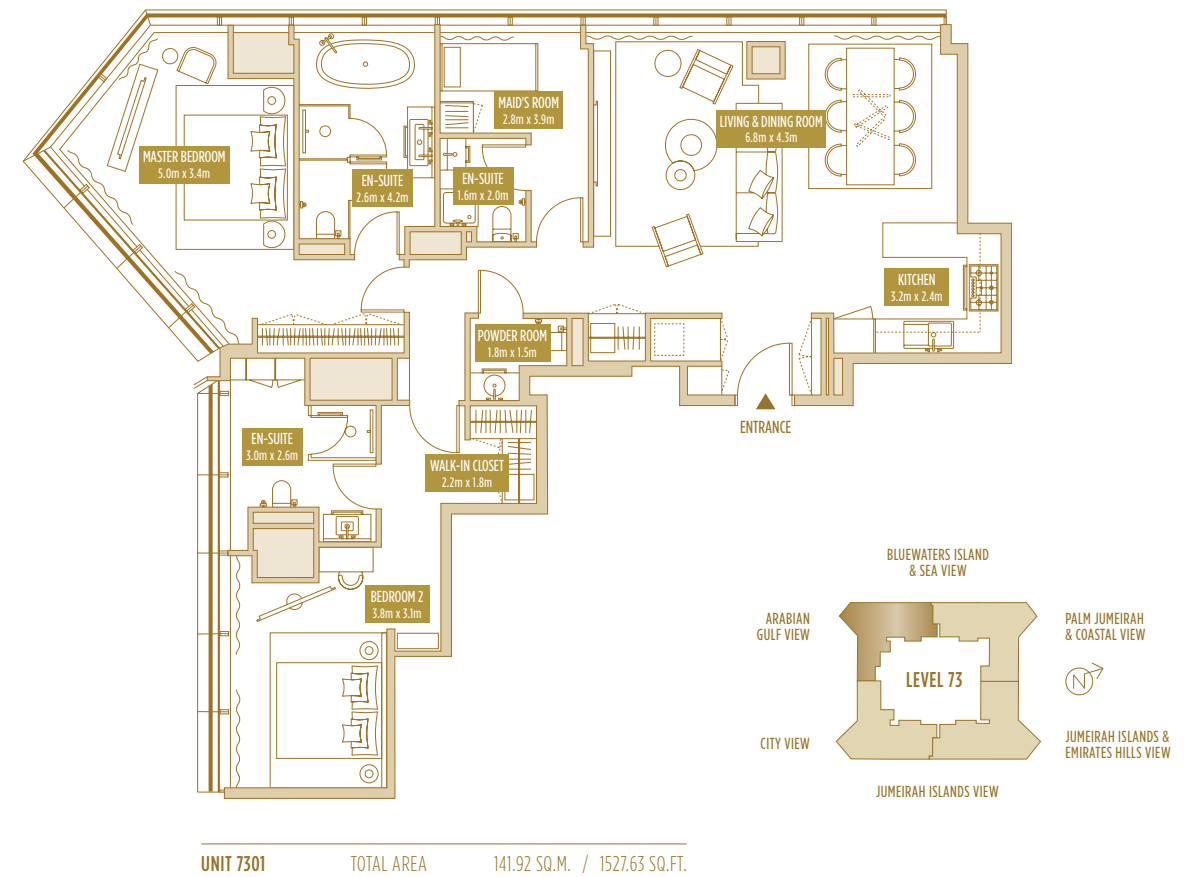 MAID'S ROOM
2.8m x 3.9m
LIVING & DINING ROOM
6.8m x 4.3m
MASTER BEDROOM
5.0m x 3.4m
EN-SUITE
2.6m x 4.2m
EN-SUITE
1.6m x 2.0m
KITCHEN
3.2m x 2.4m
POWDER ROOM
1.8m x 1.5m
ENTRANCE
EN-SUITE
3.0m x 2.6m
WALK-IN CLOSET
2.2m x 1.8m
BEDROOM 2
3.8m x 3.1m
BLUEWATERS ISLAND
& SEA VIEW
ARABIAN
GULF VIEW
PALM JUMEIRAH
& COASTAL VIEW
LEVEL 73
N
CITY VIEW
JUMEIRAH ISLANDS &
EMIRATES HILLS VIEW
JUMEIRAH ISLANDS VIEW
UNIT 7301 TOTAL AREA 141.92 SQ.M. / 1527.63 SQ.FT.